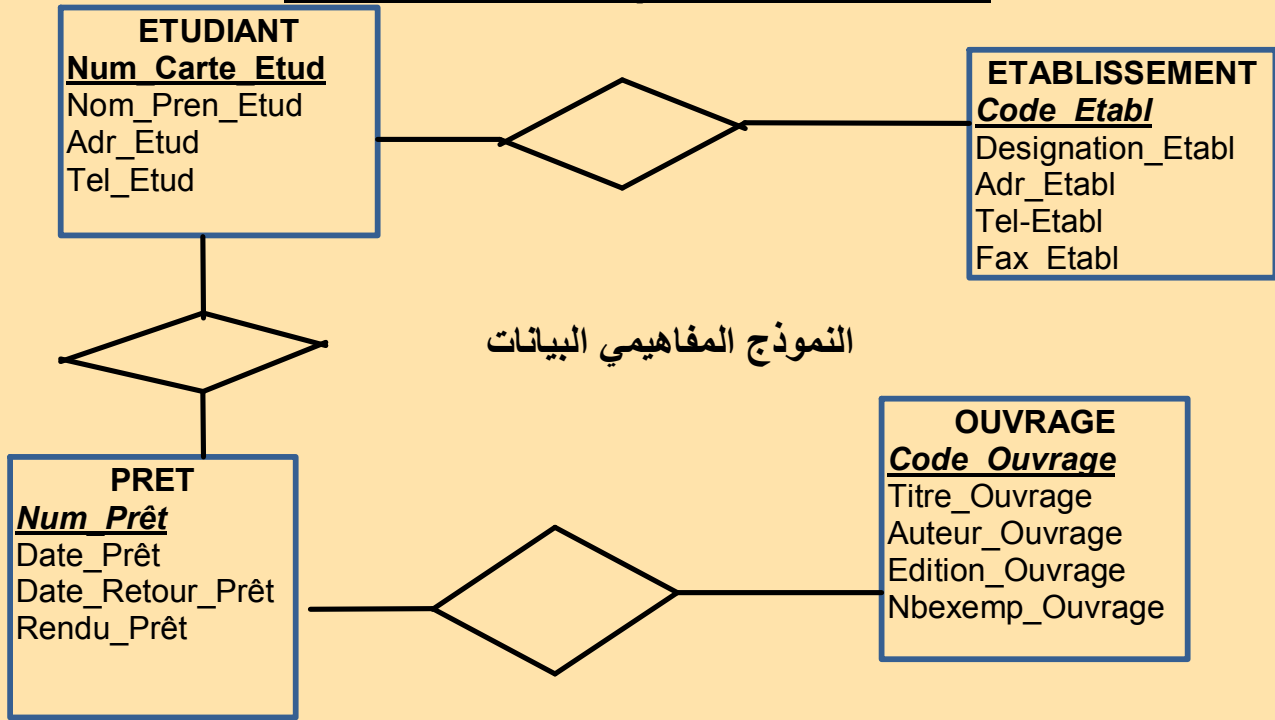 ETUDIANT
Num_Carte_Etud
Nom_Pren_Etud
Adr_Etud
Tel_Etud
ETABLISSEMENT
Code_Etabl
Designation_Etabl
Adr_Etabl
Tel-Etabl
Fax_Etabl
النموذج المفاهيمي البيانات
PRET
Num_Prêt
Date_Prêt
Date_Retour_Prêt
Rendu_Prêt
OUVRAGE
Code_Ouvrage
Titre_Ouvrage
Auteur_Ouvrage
Edition_Ouvrage
Nbexemp_Ouvrage